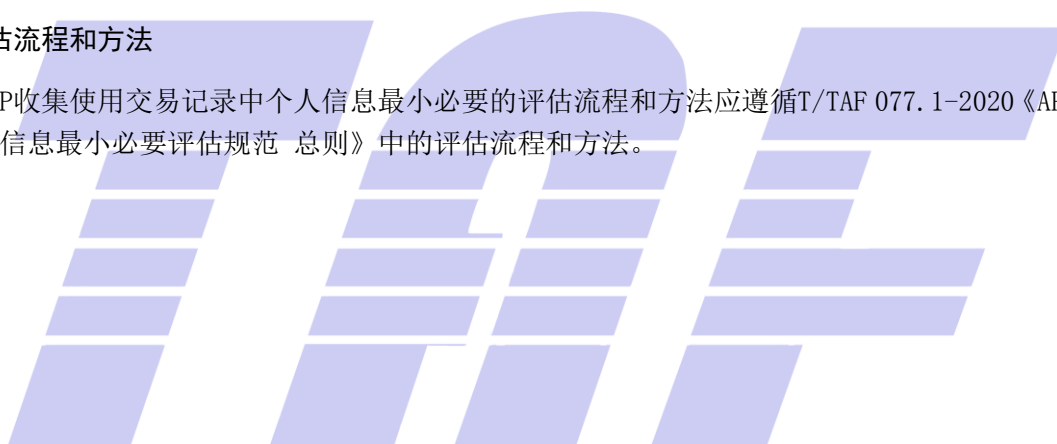 估流程和方法
P收集使用交易记录中个人信息最小必要的评估流程和方法应遵循T/TAF 077.1-2020《AP
信息最小必要评估规范 总则》中的评估流程和方法。
TAF